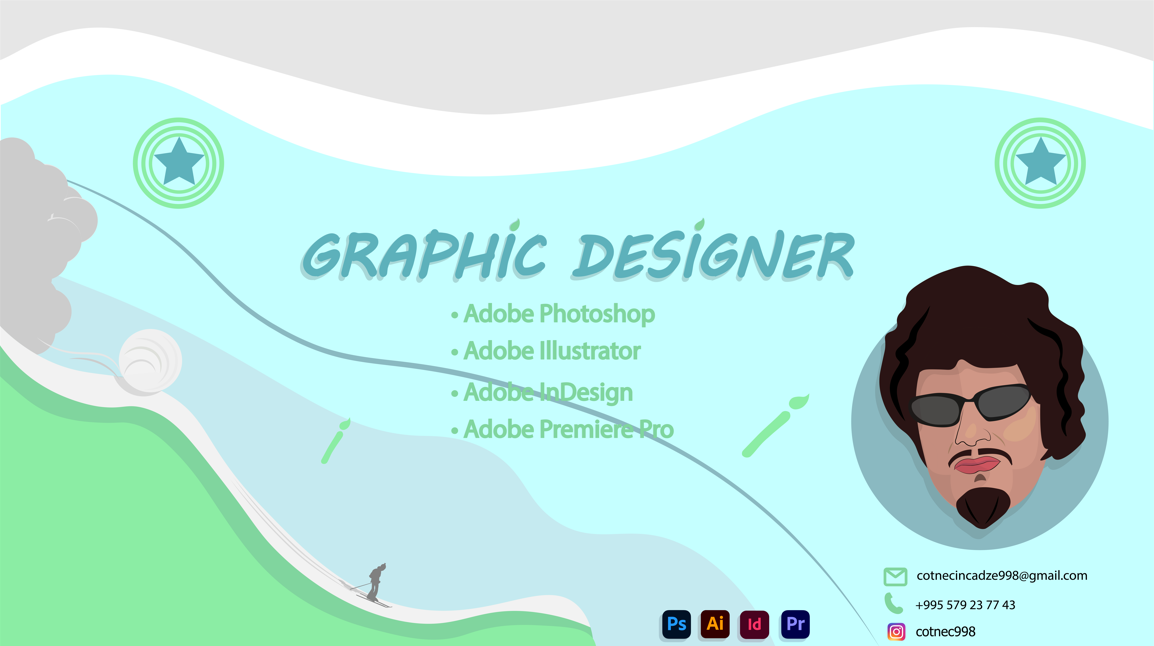 GRAPHiC DESiGNER
• Adobe Photoshop
• Adobe Illustrator
• Adobe InDesign
• Adobe Premiere Pro
cotnecincadze998@gmail.com
+995 579 23 77 43
cotnec998
Ps Ai Id Pr